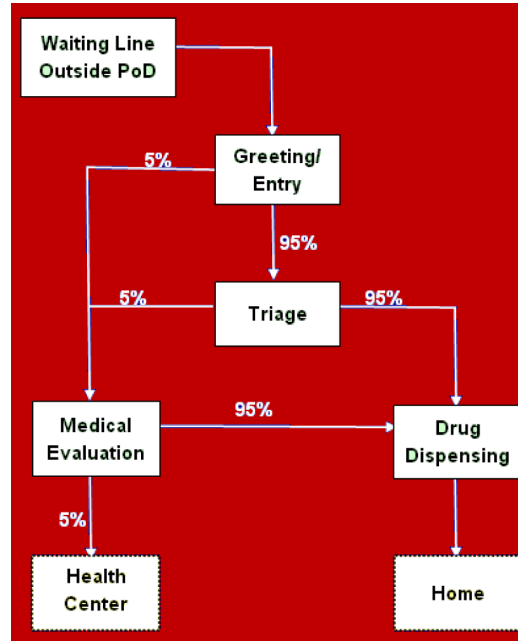 Waiting Line
Outside PoD
Greeting/
Entry
5%
95%
Triage
5%
95%
Medical
Evaluation
95%
Drug
Dispensing
5%
Health
Center
Home